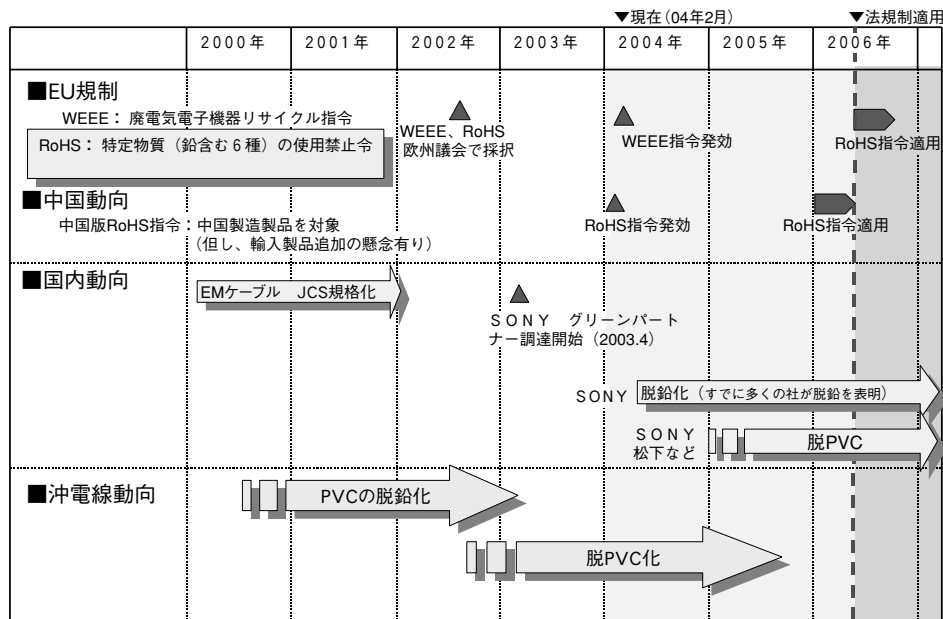 ▼現在(04年2月)
▼法規制適用
2000年
2001年
2002年
2003年
2004年
2005年
2006年
■EU規制
WEEE：廃電気電子機器リサイクル指令
RoHS：特定物質（鉛含む6種）の使用禁止令
WEEE、RoHS
欧州議会で採択
WEEE指令発効
RoHS指令適用
■中国動向
中国版RoHS指令：中国製造製品を対象
（但し、輸入製品追加の懸念有り）
RoHS指令発効
RoHS指令適用
■国内動向
EMケーブル　JCS規格化
SONY　グリーンパート
ナー調達開始（2003.4）
SONY
脱鉛化（すでに多くの社が脱鉛を表明）
SONY
松下など
脱PVC
■沖電線動向
PVCの脱鉛化
脱PVC化